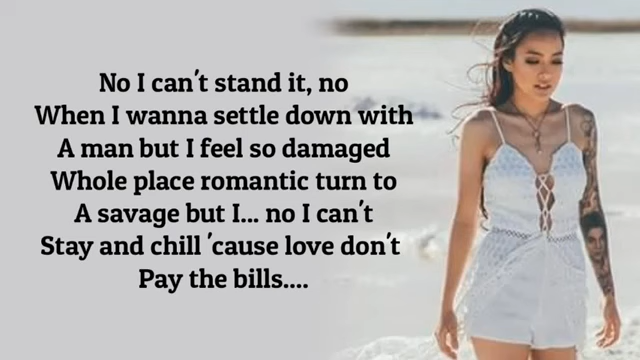 No I can't stand it, no
When I wanna settle down with
A man but I feel so damaged
Whole place romantic turn to
A savage but I... no I can't
Stay and chill 'cause love don't
Pay the bills....